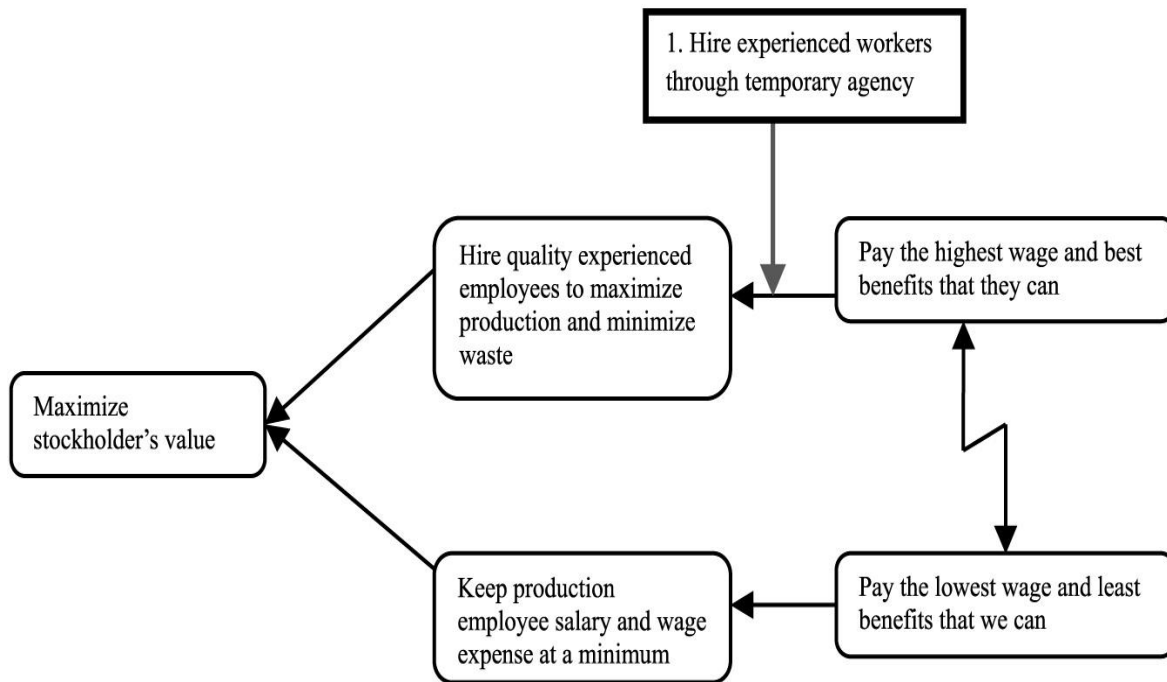 1. Hire experienced workers
through temporary agency
Hire quality experienced
employees to maximize
production and minimize
waste
Pay the highest wage and best
benefits that they can
Maximize
stockholder’s value
Keep production
employee salary and wage
expense at a minimum
Pay the lowest wage and least
benefits that we can